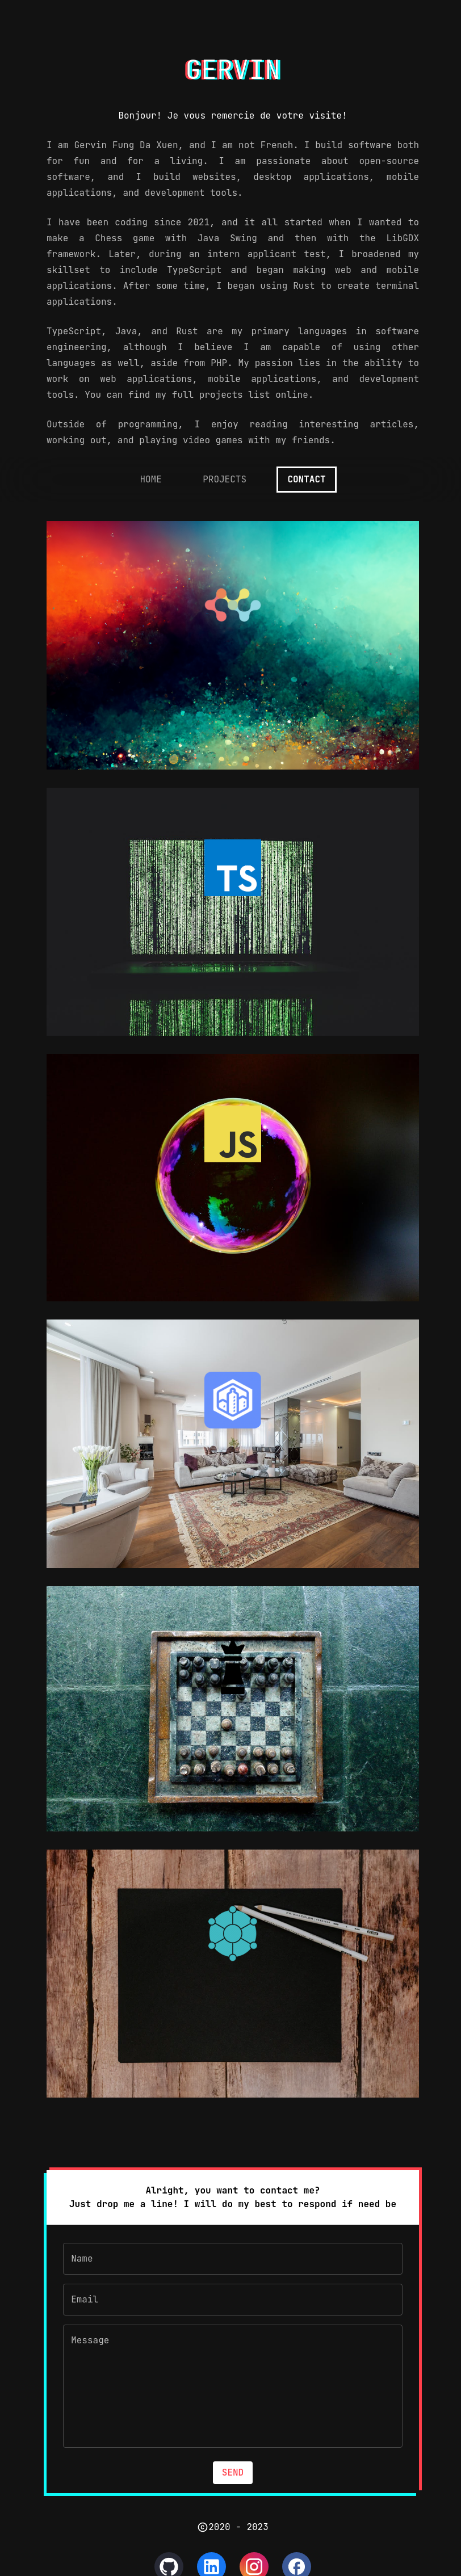 GERVIN
Bonjour! Je vous remercie de votre visite!
I am Gervin Fung Da Xuen, and I am not French. I build software both
for fun and for a living. I am passionate about open-source
software, and I build websites, desktop applications, mobile
applications, and development tools.
I have been coding since 2021, and it all started when I wanted to
make a Chess game with Java Swing and then with the LibGDX
framework. Later, during an intern applicant test, I broadened my
skillset to include TypeScript and began making web and mobile
applications. After some time, I began using Rust to create terminal
applications.
TypeScript, Java, and Rust are my primary languages in software
engineering, although I believe I am capable of using other
languages as well, aside from PHP. My passion lies in the ability to
work on web applications, mobile applications, and development
tools. You can find my full projects list online.
Outside of programming, I enjoy reading interesting articles,
working out, and playing video games with my friends.
HOME PROJECTS CONTACT
TS
JS
Alright, you want to contact me?
Just drop me a line! I will do my best to respond if need be
Name
Email
Message
SEND
©2020 - 2023
in